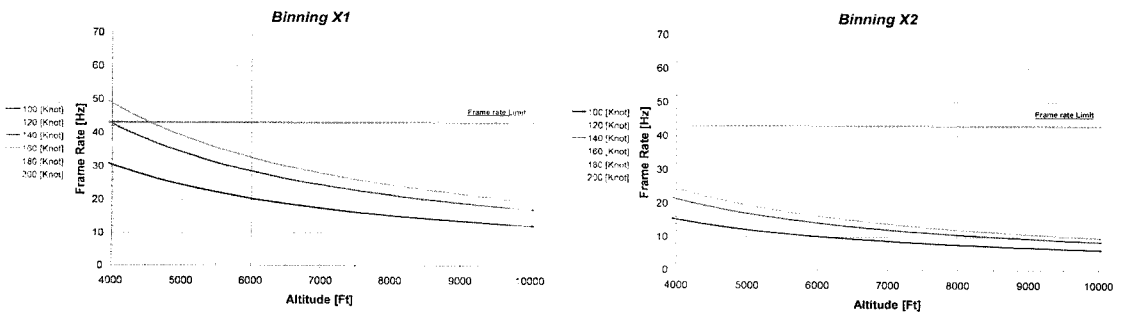 Binning X1
70
60
50
40
30
20
10
0
Frame Rate [Hz]
100 [Knot]
120 [Knot]
140 [Knot]
160 [Knot]
180 [Knot]
200 [Knot]
Frame rate Limit
4000 5000 6000 7000 8000 9000 10000
Altitude [Ft]
Binning X2
70
60
50
40
30
20
10
0
Frame Rate [Hz]
100 [Knot]
120 [Knot]
140 [Knot]
160 [Knot]
180 [Knot]
200 [Knot]
Frame rate Limit
4000 5000 6000 7000 8000 9000 10000
Altitude [Ft]